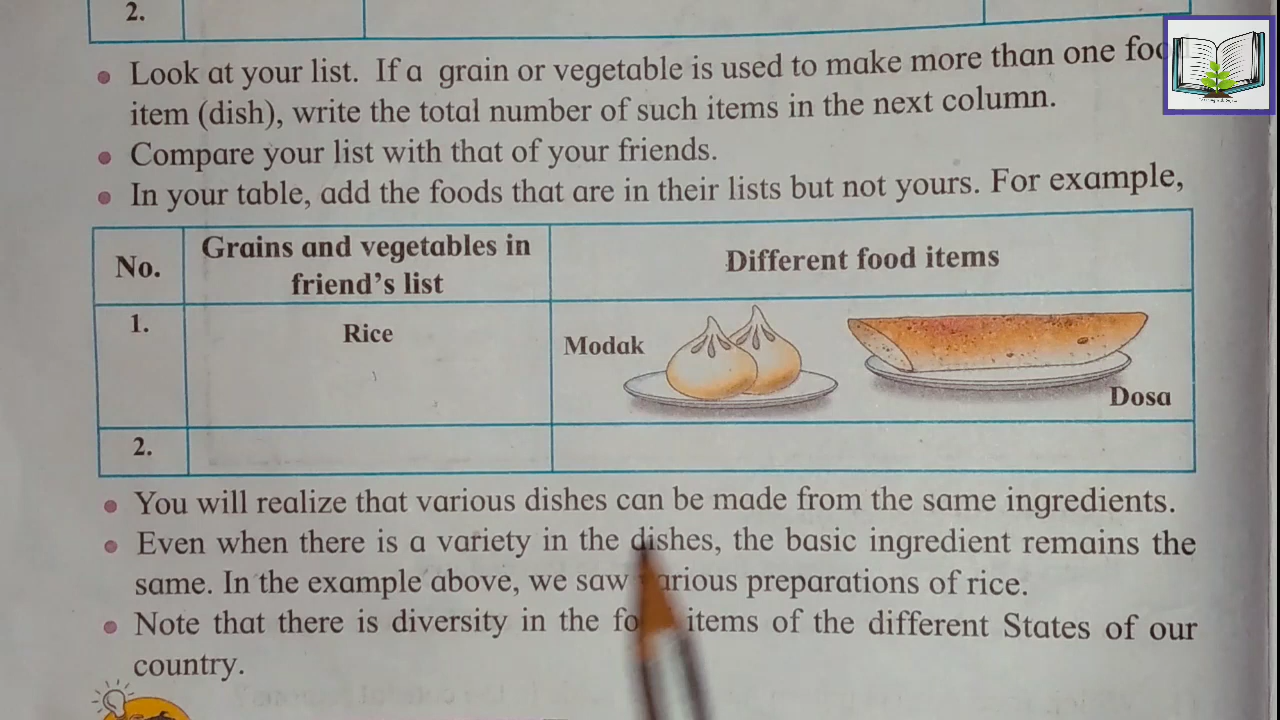 2.
• Look at your list. If a grain or vegetable is used to make more than one
item (dish), write the total number of such items in the next column.
• Compare your list with that of your friends.
• In your table, add the foods that are in their lists but not yours. For example,
No.
Grains and vegetables in
friend's list
Different food items
1.
Rice
Modak
Dosa
2.
• You will realize that various dishes can be made from the same ingredients.
• Even when there is a variety in the dishes, the basic ingredient remains the
same. In the example above, we saw various preparations of rice.
• Note that there is diversity in the items of the different States of our
country.